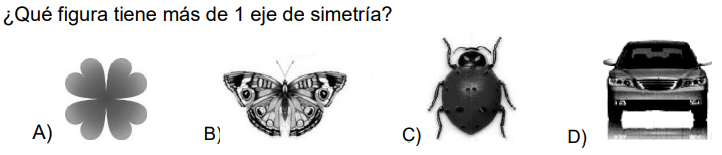 ¿Qué figura tiene más de 1 eje de simetría?
A) B) C) D)